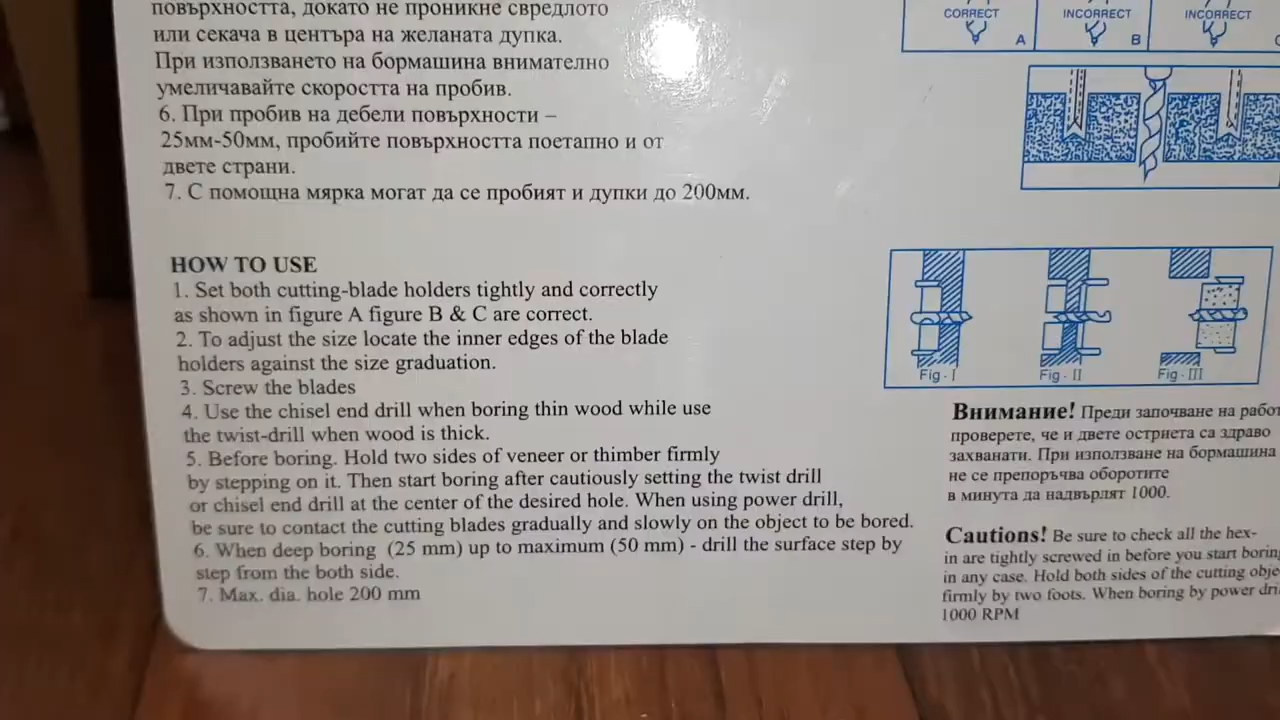 повърхността, докато не проникне свредлото
или секача в центъра на желаната дупка.
При използването на бормашина внимателно
умеличавайте скоростта на пробив.
6. При пробив на дебели повърхности –
25мм-50мм, пробийте повърхността поетапно и от
двете страни.
7. С помощна мярка могат да се пробият и дупки до 200мм.
HOW TO USE
1. Set both cutting-blade holders tightly and correctly
as shown in figure A figure B & C are correct.
2. To adjust the size locate the inner edges of the blade
holders against the size graduation.
3. Screw the blades
4. Use the chisel end drill when boring thin wood while use
the twist-drill when wood is thick.
5. Before boring. Hold two sides of veneer or thimber firmly
by stepping on it. Then start boring after cautiously setting the twist drill
or chisel end drill at the center of the desired hole. When using power drill,
be sure to contact the cutting blades gradually and slowly on the object to be bored.
6. When deep boring (25 mm) up to maximum (50 mm) - drill the surface step by
step from the both side.
7. Max. dia. hole 200 mm
CORRECT
A
INCORRECT
B
INCORRECT
Fig - I
Fig - II
Fig - III
Внимание! Преди започване на
проверете, че и двете остриета са здраво
захванати. При използване на бормашина
не се препоръчва оборотите
в минута да надвърлят 1000.
Cautions! Be sure to check all the hex-
in are tightly screwed in before you start
in any case. Hold both sides of the cutting
firmly by two foots. When boring by power
1000 RPM